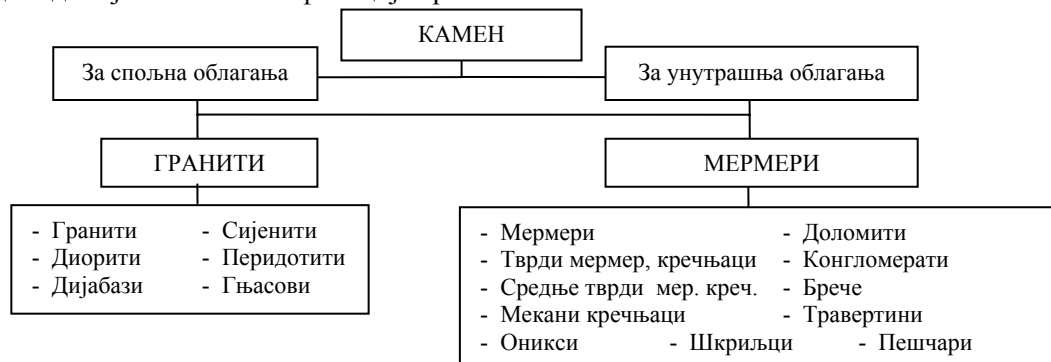 КАМЕН
За спољна облагања
За унутрашња облагања
ГРАНИТИ
МЕРМЕРИ
- Гранити - Сијенити
- Диорити - Перидотити
- Дијабази - Гњасови
- Мермери - Доломити
- Тврди мермер, кречњаци - Конгломерати
- Средње тврди мер. креч. - Брече
- Мекани кречњаци - Травертини
- Оникси - Шкриљци - Пешчари